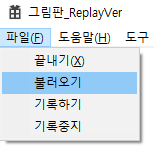 그림판_ReplayVer
파일(F) 도움말(H) 도구
끝내기(X)
불러오기
기록하기
기록중지